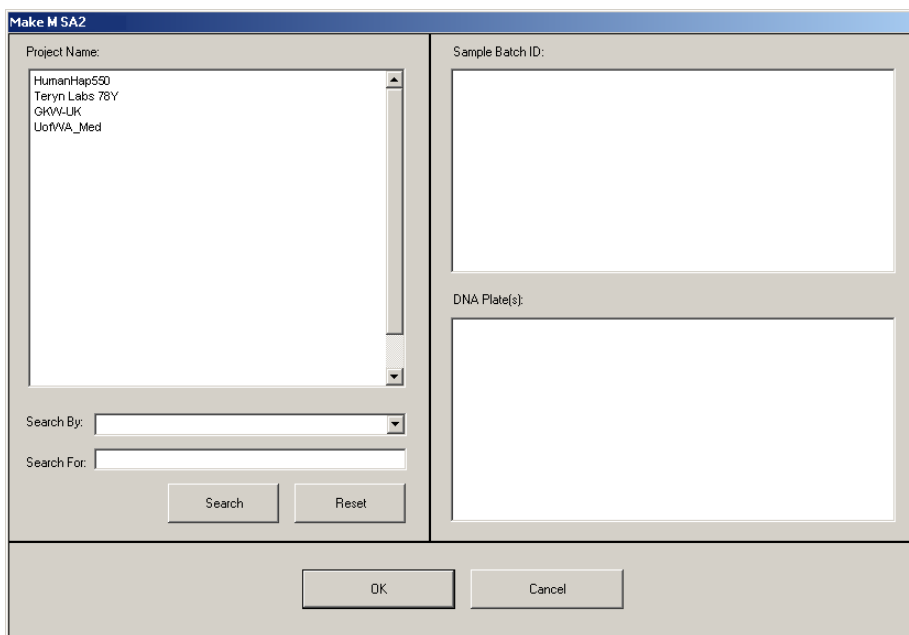 Make MSA2
Project Name:
HumanHap550
Teryn Labs 78Y
GKW-UK
UofWA_Med
Search By:
Search For:
Search
Reset
Sample Batch ID:
DNA Plate(s):
OK
Cancel